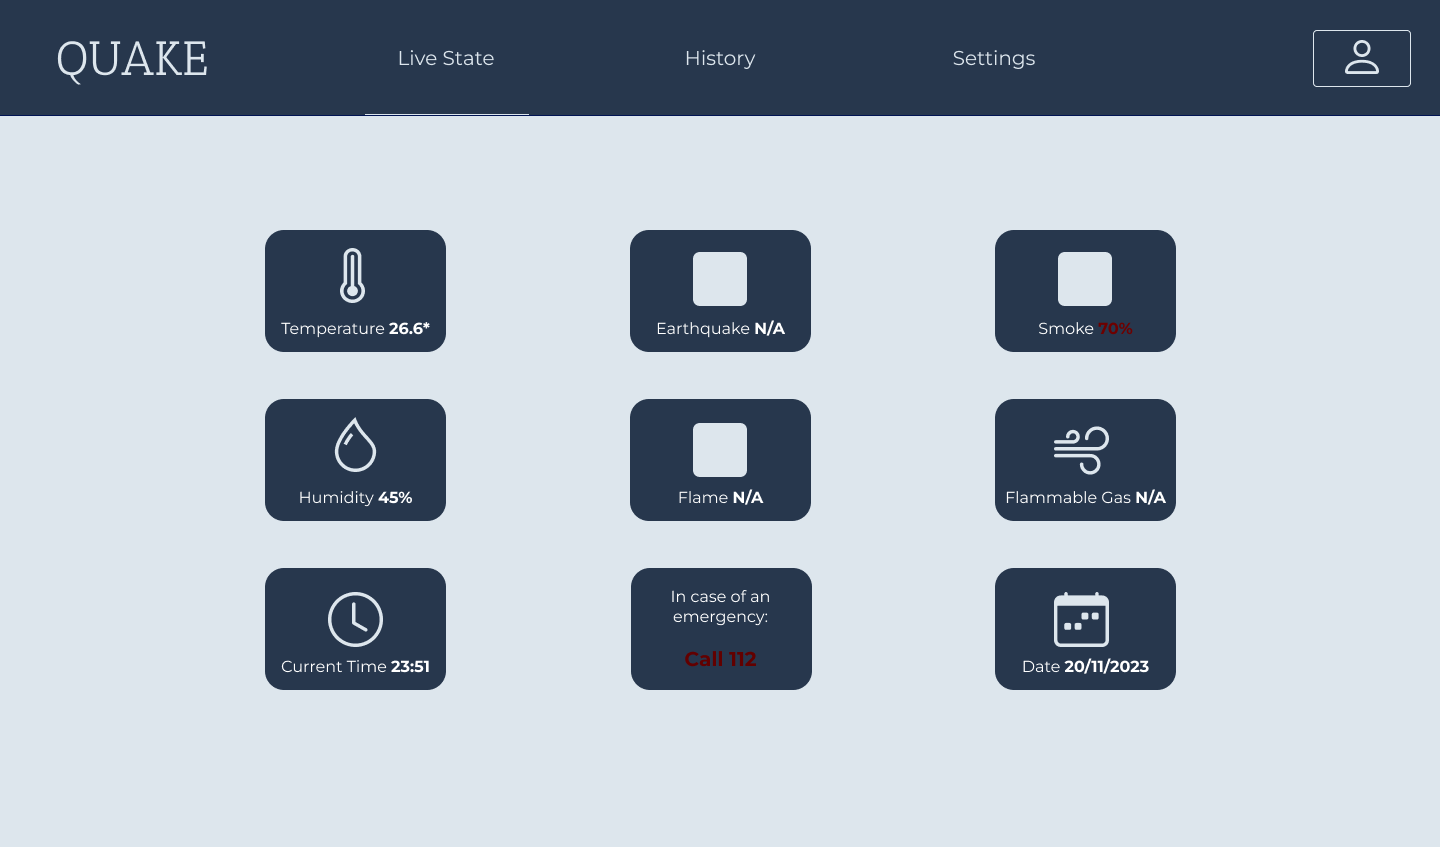 QUAKE
Live State
History
Settings
Temperature 26.6*
Earthquake N/A
Smoke 70%
Humidity 45%
Flame N/A
Flammable Gas N/A
Current Time 23:51
In case of an
emergency:
Call 112
Date 20/11/2023